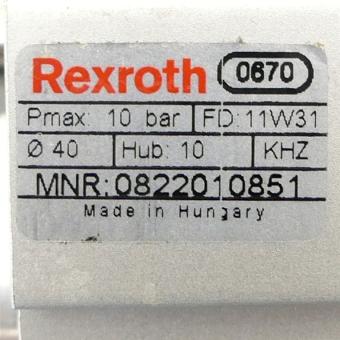 Rexroth 0670
Pmax: 10 bar FD: 11W31
Ø 40 Hub: 10 KHZ
MNR: 0822010851
Made in Hungary